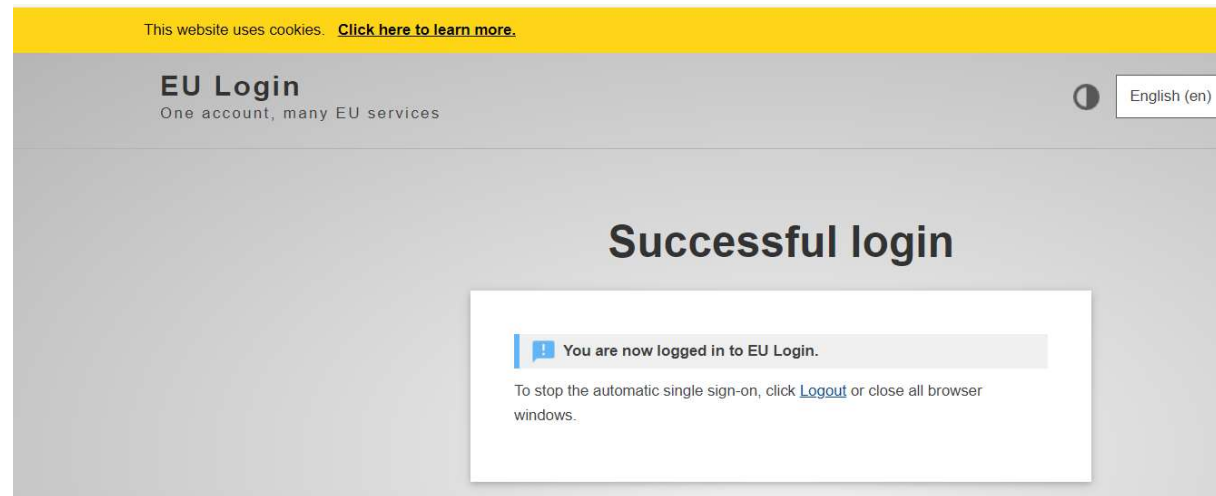 This website uses cookies. Click here to learn more.
EU Login
One account, many EU services
English (en)
Successful login
You are now logged in to EU Login.
To stop the automatic single sign-on, click Logout or close all browser
windows.